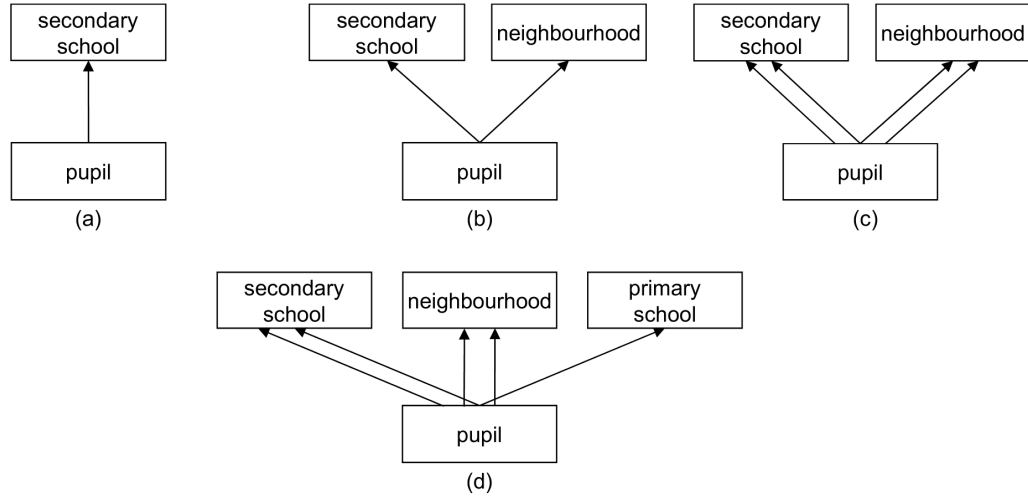 secondary
school
pupil
(a)
secondary
school
neighbourhood
pupil
(b)
secondary
school
neighbourhood
pupil
(c)
secondary
school
neighbourhood
primary
school
pupil
(d)